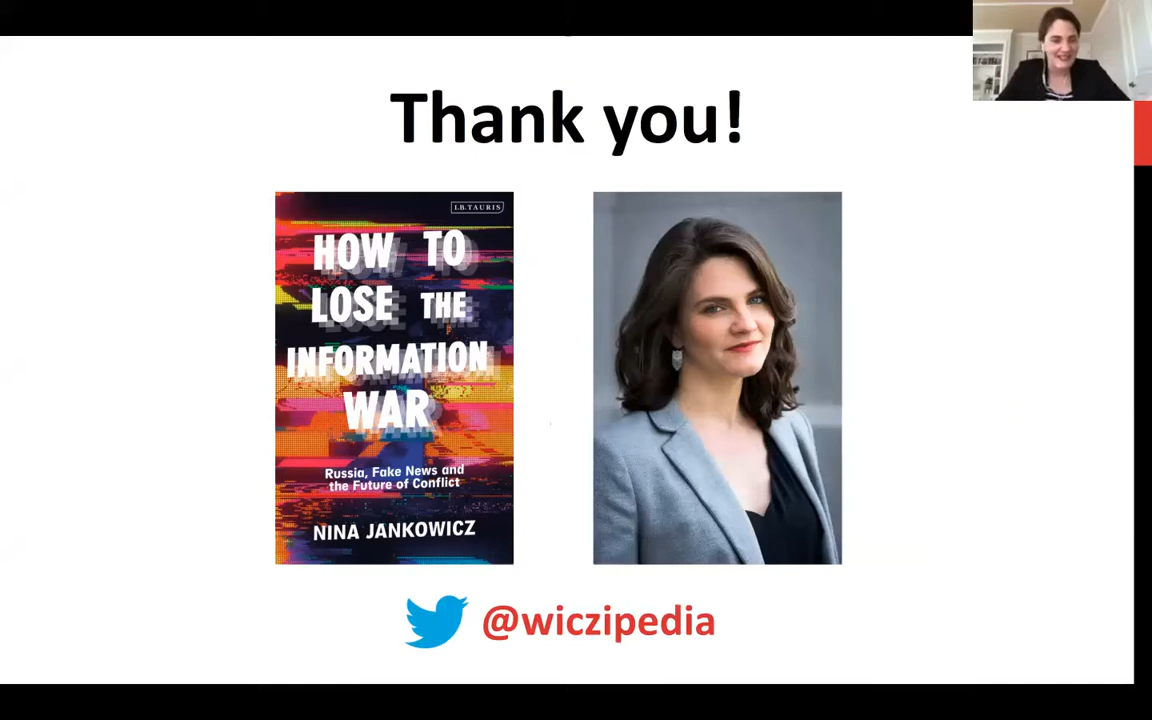 Thank you!
I.B.TAURIS
HOW TO
LOSE THE
INFORMATION
WAR
Russia, Fake News and
the Future of Conflict
NINA JANKOWICZ
@wiczipedia